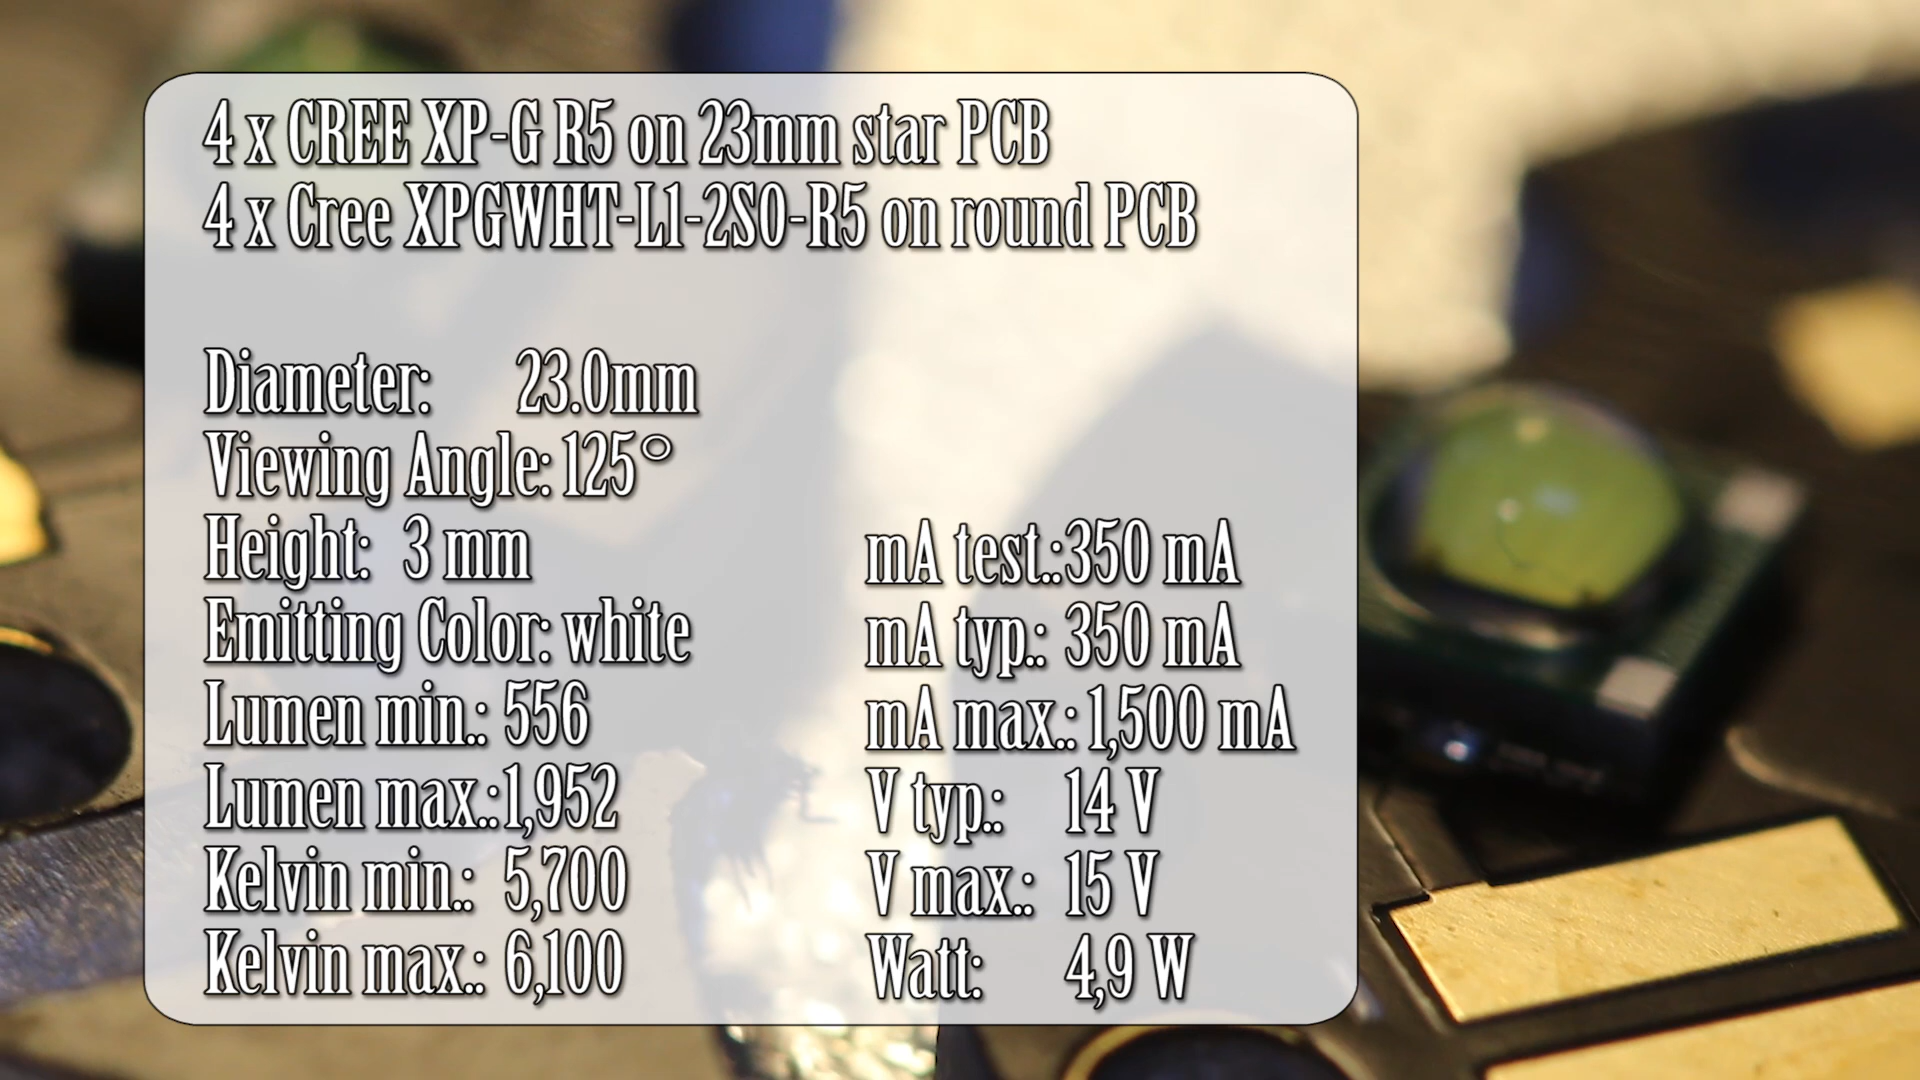 4 x CREE XP-G R5 on 23mm star PCB
4 x Cree XPGWHT-L1-2S0-R5 on round PCB
Diameter: 23.0mm
Viewing Angle: 125°
Height: 3 mm
Emitting Color: white
Lumen min.: 556
Lumen max.: 1,952
Kelvin min.: 5,700
Kelvin max.: 6,100
mA test.: 350 mA
mA typ.: 350 mA
mA max.: 1,500 mA
V typ.: 14 V
V max.: 15 V
Watt: 4,9 W